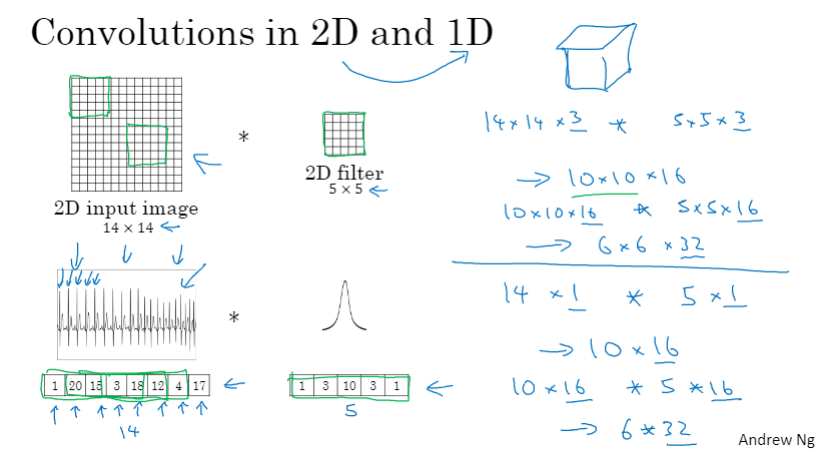 Convolutions in 2D and 1D
*
2D input image
14 × 14
2D filter
5 × 5
14×14×3 * 5×5×3
→ 10×10×16
10×10×16 * 5×5×16
→ 6×6×32
*
1 20 15 3 18 12 4 17
14
1 3 10 3 1
5
14 ×1 * 5 ×1
→ 10×16
10×16 * 5 *16
→ 6*32
Andrew Ng